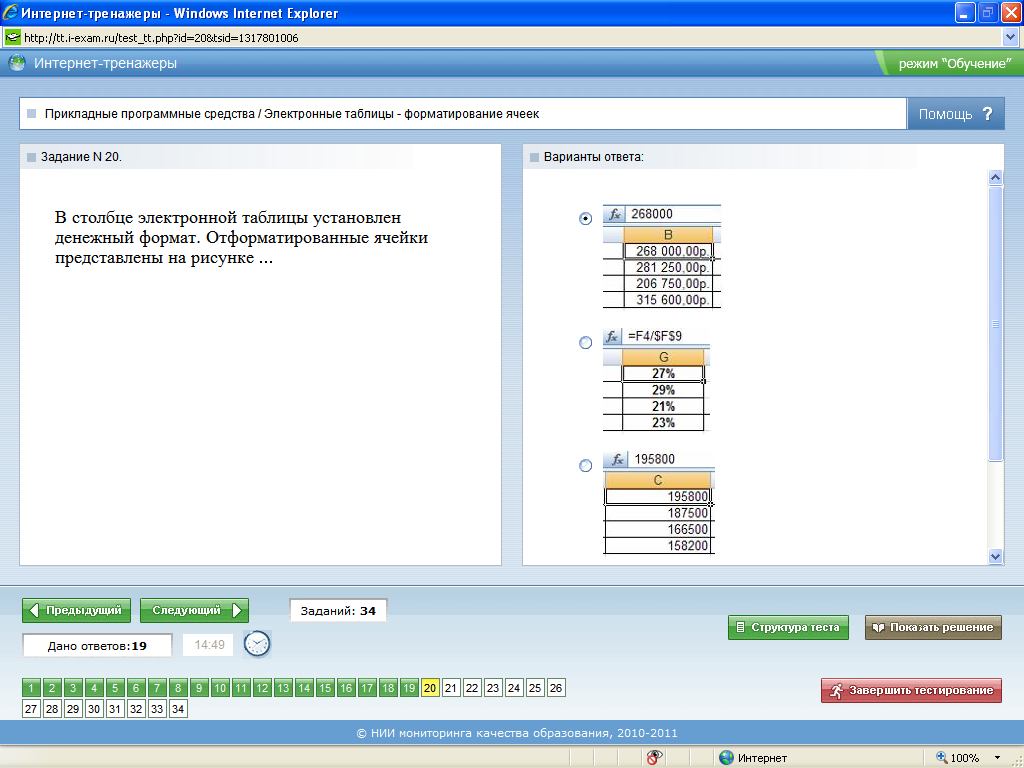 Интернет-тренажеры - Windows Internet Explorer
http://tt.i-exam.ru/test_tt.php?id=20&tsid=1317801006
Интернет-тренажеры
режим "Обучение"
Прикладные программные средства / Электронные таблицы - форматирование ячеек
Помощь ?
Задание N 20.
В столбце электронной таблицы установлен
денежный формат. Отформатированные ячейки
представлены на рисунке ...
Варианты ответа:
fx 268000
B
268 000,00р.
281 250,00р.
206 750,00р.
315 600,00р.
fx =F4/$F$9
G
27%
29%
21%
23%
fx 195800
C
195800
187500
166500
158200
Предыдущий
Следующий
Заданий: 34
Структура теста
Показать решение
Дано ответов:19
14:49
1 2 3 4 5 6 7 8 9 10 11 12 13 14 15 16 17 18 19 20 21 22 23 24 25 26
27 28 29 30 31 32 33 34
Завершить тестирование
© НИИ мониторинга качества образования, 2010-2011
Интернет
100%